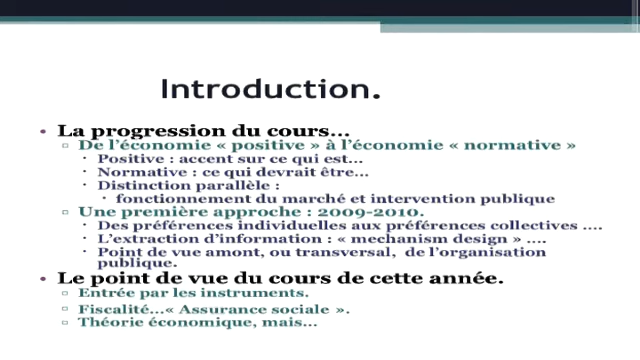 Introduction.
La progression du cours...
De l'économie « positive » à l'économie « normative »
Positive : accent sur ce qui est...
Normative : ce qui devrait être...
Distinction parallèle :
fonctionnement du marché et intervention publique
Une première approche : 2009-2010.
Des préférences individuelles aux préférences collectives ....
L'extraction d'information : « mechanism design » ....
Point de vue amont, ou transversal, de l'organisation
publique.
Le point de vue du cours de cette année.
Entrée par les instruments.
Fiscalité...« Assurance sociale ».
Théorie économique, mais...